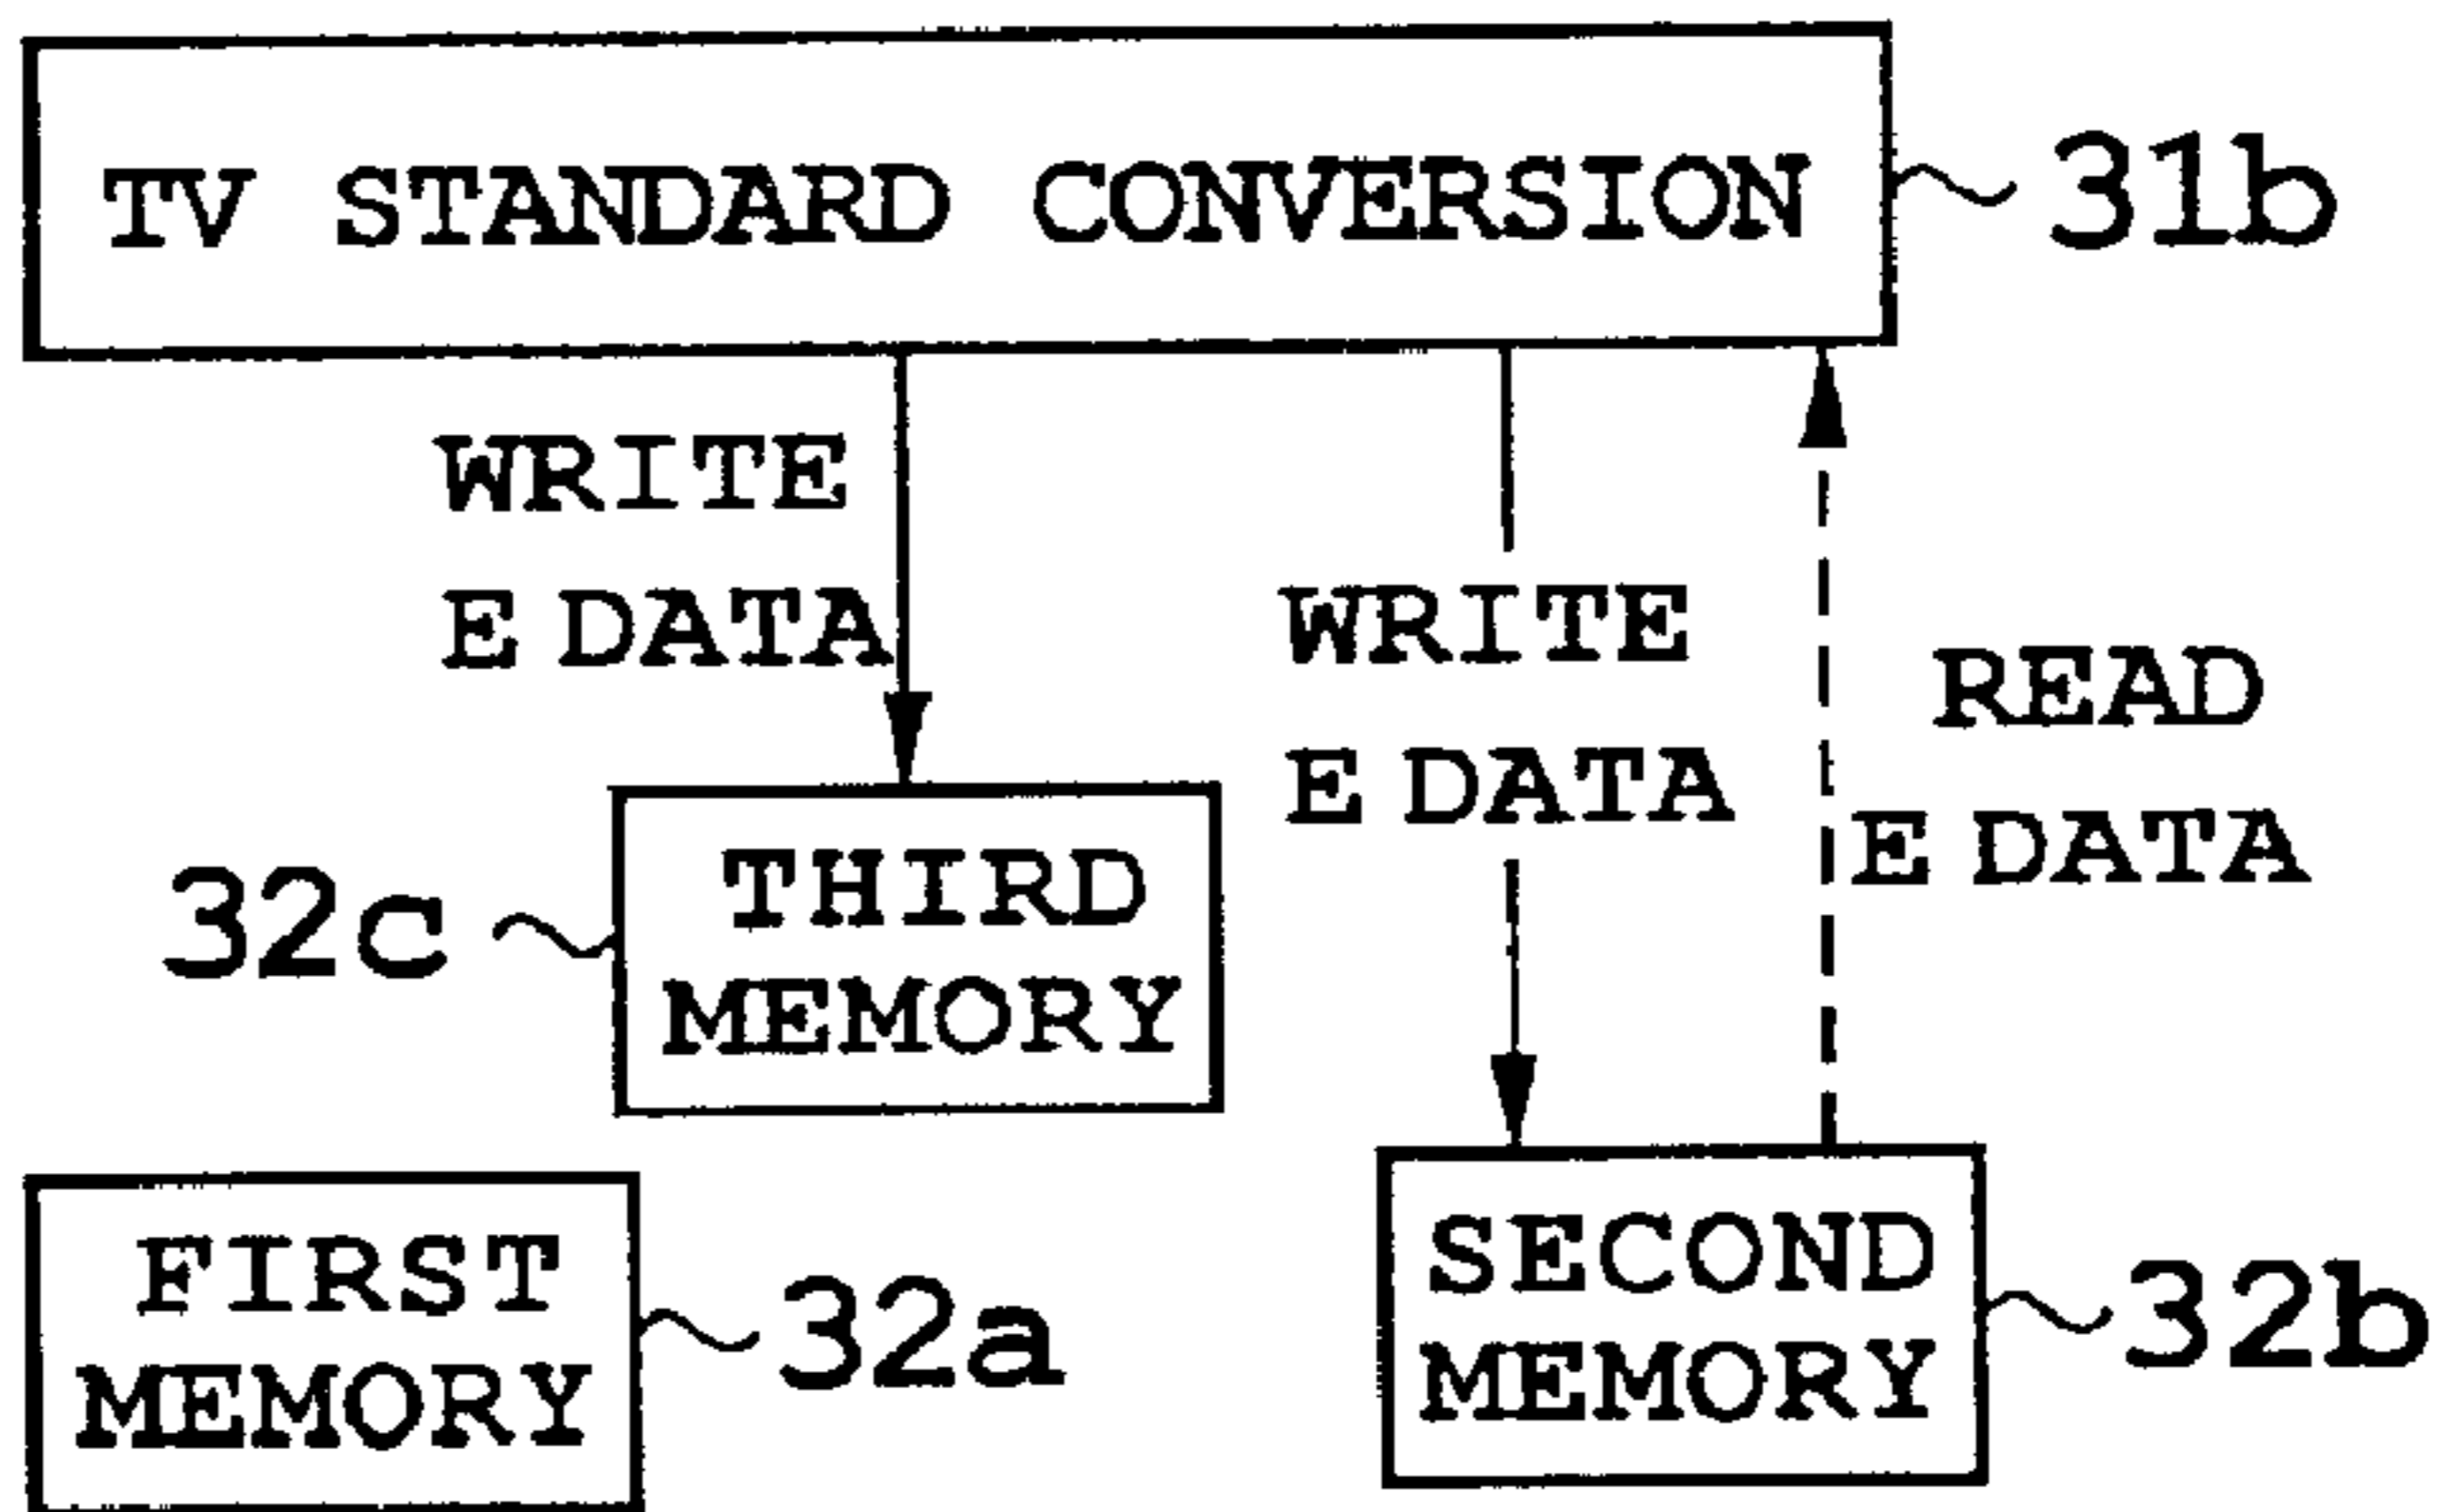 TV STANDARD CONVERSION
31b
WRITE
E DATA
WRITE
E DATA
READ
E DATA
32c
THIRD
MEMORY
FIRST
MEMORY
32a
SECOND
MEMORY
32b